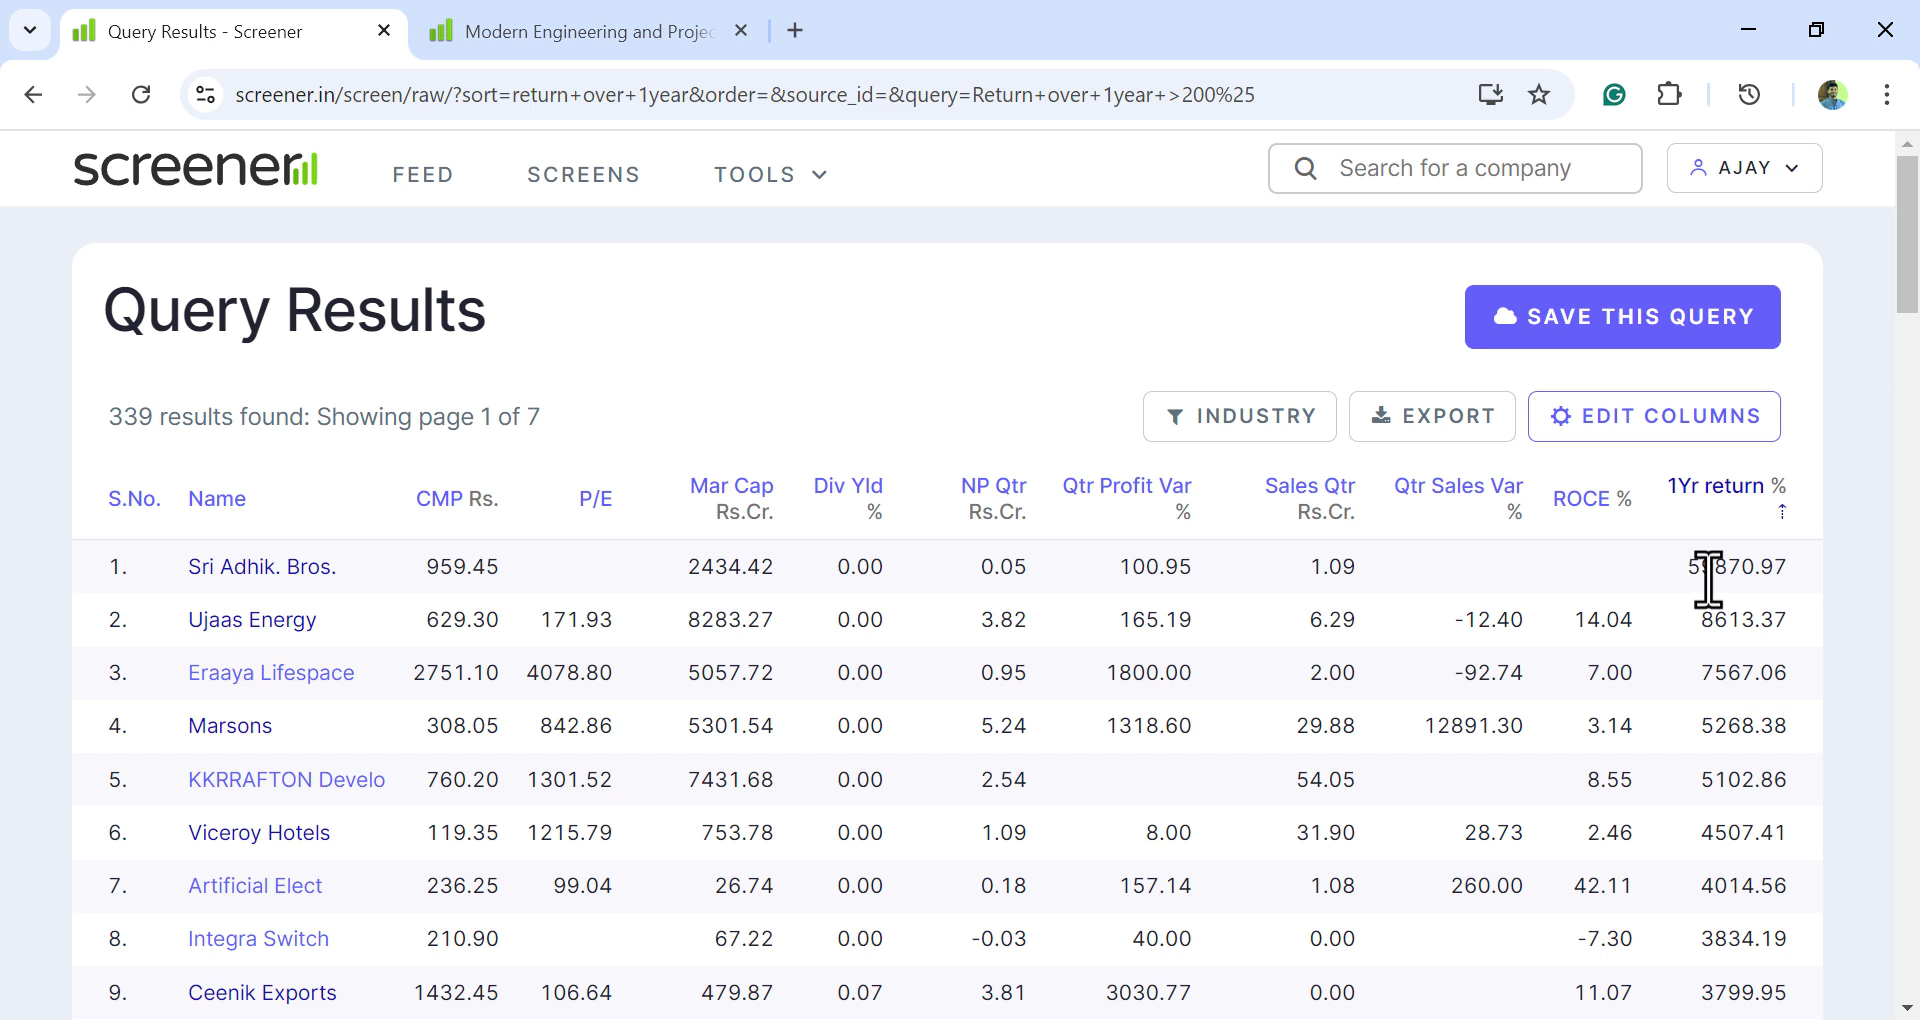 Query Results - Screener
Modern Engineering and Projec
screener.in/screen/raw/?sort=return+over+1year&order=&source_id=&query=Return+over+1year+>200%25
screener
FEED
SCREENS
TOOLS
Search for a company
AJAY
Query Results
SAVE THIS QUERY
339 results found: Showing page 1 of 7
INDUSTRY
EXPORT
EDIT COLUMNS
S.No. Name CMP Rs. P/E Mar Cap Rs.Cr. Div Yld % NP Qtr Rs.Cr. Qtr Profit Var % Sales Qtr Rs.Cr. Qtr Sales Var % ROCE % 1Yr return % ↑
1. Sri Adhik. Bros. 959.45 2434.42 0.00 0.05 100.95 1.09
2. Ujaas Energy 629.30 171.93 8283.27 0.00 3.82 165.19 6.29 -12.40 14.04 8613.37
3. Eraaya Lifespace 2751.10 4078.80 5057.72 0.00 0.95 1800.00 2.00 -92.74 7.00 7567.06
4. Marsons 308.05 842.86 5301.54 0.00 5.24 1318.60 29.88 12891.30 3.14 5268.38
5. KKRRAFTON Develo 760.20 1301.52 7431.68 0.00 2.54 54.05 8.55 5102.86
6. Viceroy Hotels 119.35 1215.79 753.78 0.00 1.09 8.00 31.90 28.73 2.46 4507.41
7. Artificial Elect 236.25 99.04 26.74 0.00 0.18 157.14 1.08 260.00 42.11 4014.56
8. Integra Switch 210.90 67.22 0.00 -0.03 40.00 0.00 -7.30 3834.19
9. Ceenik Exports 1432.45 106.64 479.87 0.07 3.81 3030.77 0.00 11.07 3799.95